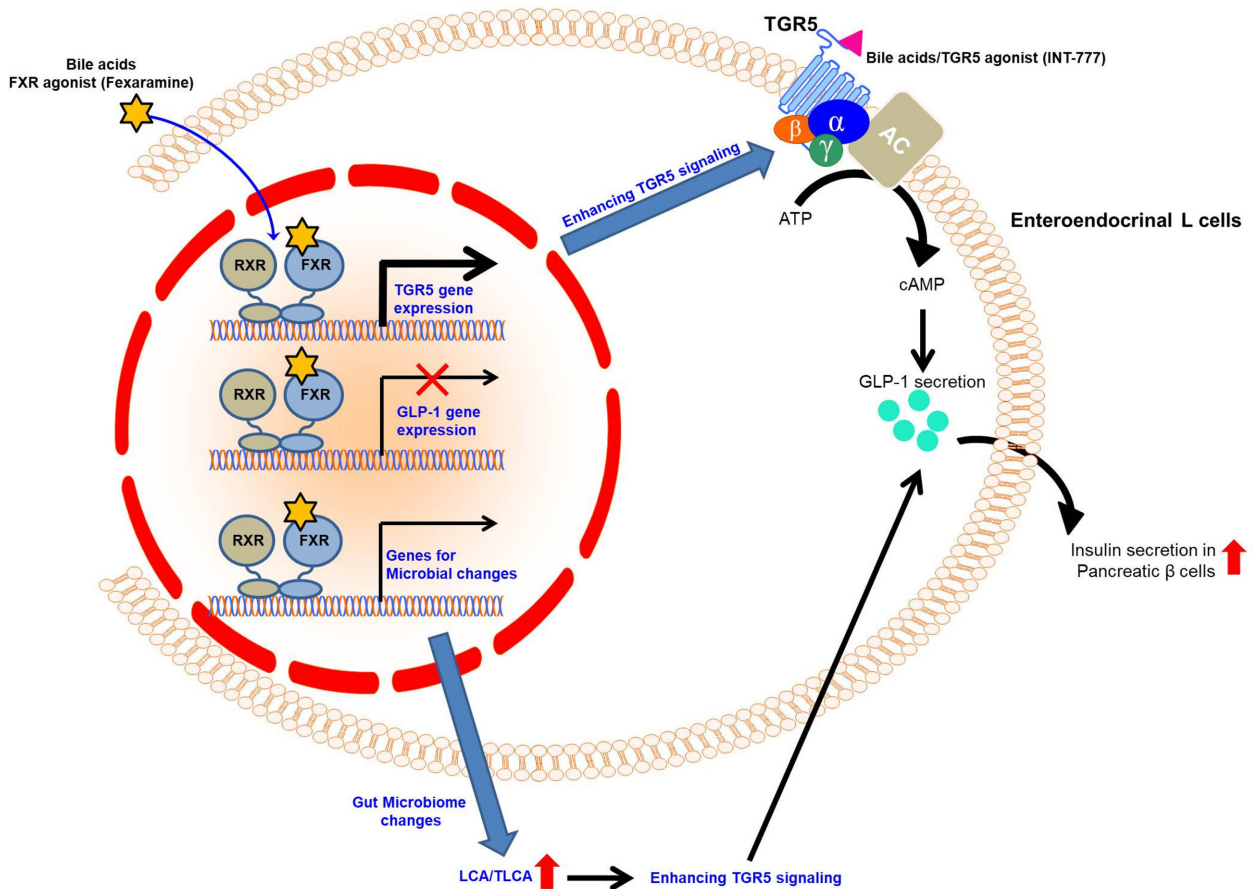 TGR5
Bile acids
FXR agonist (Fexaramine)
Bile acids/TGR5 agonist (INT-777)
β
α
γ
AC
Enhancing TGR5 signaling
ATP
Enteroendocrinal L cells
RXR
FXR
TGR5 gene
expression
cAMP
GLP-1 secretion
RXR
FXR
GLP-1 gene
expression
RXR
FXR
Genes for
Microbial changes
Insulin secretion in
Pancreatic β cells
Gut Microbiome
changes
LCA/TLCA
Enhancing TGR5 signaling